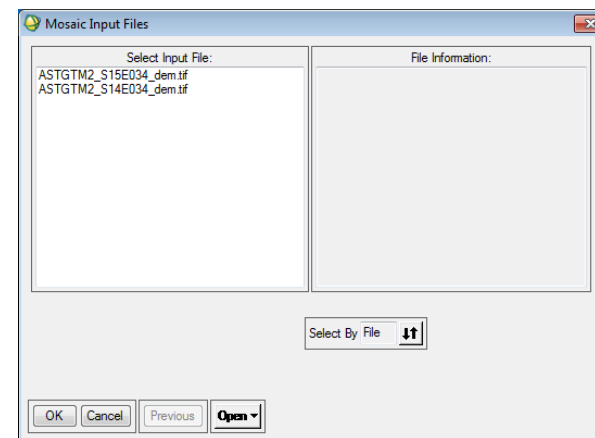 Mosaic Input Files
Select Input File:
ASTGTM2_S15E034_dem.tif
ASTGTM2_S14E034_dem.tif
File Information:
Select By File
OK Cancel Previous Open